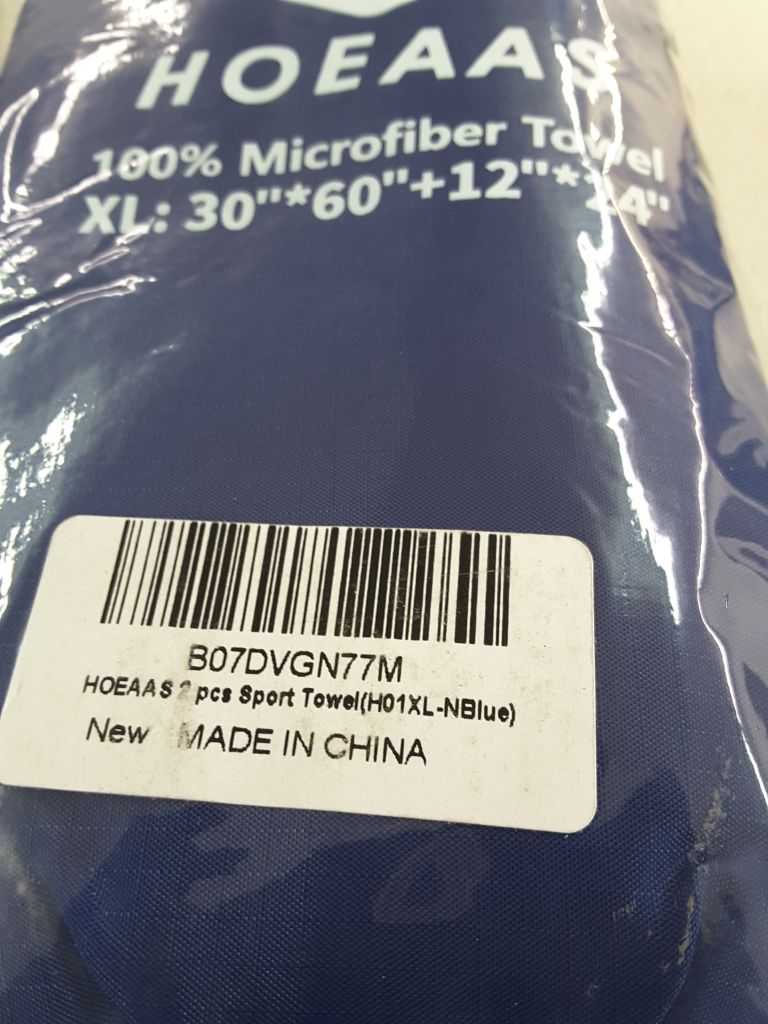 HOEAAS
100% Microfiber Towel
XL: 30"*60"+12"*24"
B07DVGN77M
HOEAAS 2 pcs Sport Towel(H01XL-NBlue)
New MADE IN CHINA